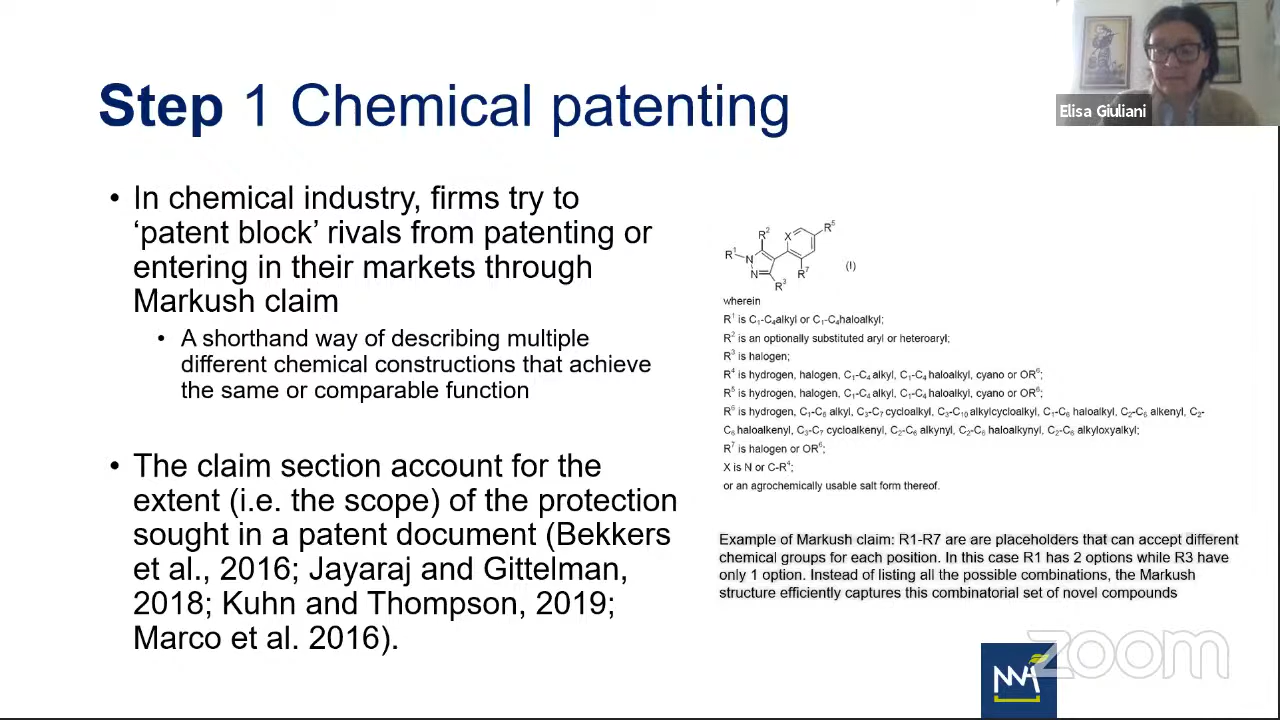 Step 1 Chemical patenting
Elisa Giuliani
• In chemical industry, firms try to
‘patent block’ rivals from patenting or
entering in their markets through
Markush claim
• A shorthand way of describing multiple
different chemical constructions that achieve
the same or comparable function
• The claim section account for the
extent (i.e. the scope) of the protection
sought in a patent document (Bekkers
et al., 2016; Jayaraj and Gittelman,
2018; Kuhn and Thompson, 2019;
Marco et al. 2016).
R¹ N N R² R³ X R⁵ R⁷ (I)
wherein
R¹ is C₁-C₄alkyl or C₁-C₄haloalkyl;
R² is an optionally substituted aryl or heteroaryl;
R³ is halogen;
R⁴ is hydrogen, halogen, C₁-C₄ alkyl, C₁-C₄ haloalkyl, cyano or OR⁶;
R⁵ is hydrogen, halogen, C₁-C₄ alkyl, C₁-C₄ haloalkyl, cyano or OR⁶;
R⁶ is hydrogen, C₁-C₆ alkyl, C₃-C₇ cycloalkyl, C₃-C₁₀ alkylcycloalkyl, C₁-C₆ haloalkyl, C₂-C₆ alkenyl, C₂-
C₆ haloalkenyl, C₃-C₇ cycloalkenyl, C₂-C₆ alkynyl, C₂-C₆ haloalkynyl, C₂-C₆ alkyloxyalkyl;
R⁷ is halogen or OR⁶;
X is N or C-R⁴;
or an agrochemically usable salt form thereof.
Example of Markush claim: R1-R7 are are placeholders that can accept different
chemical groups for each position. In this case R1 has 2 options while R3 have
only 1 option. Instead of listing all the possible combinations, the Markush
structure efficiently captures this combinatorial set of novel compounds
zoom